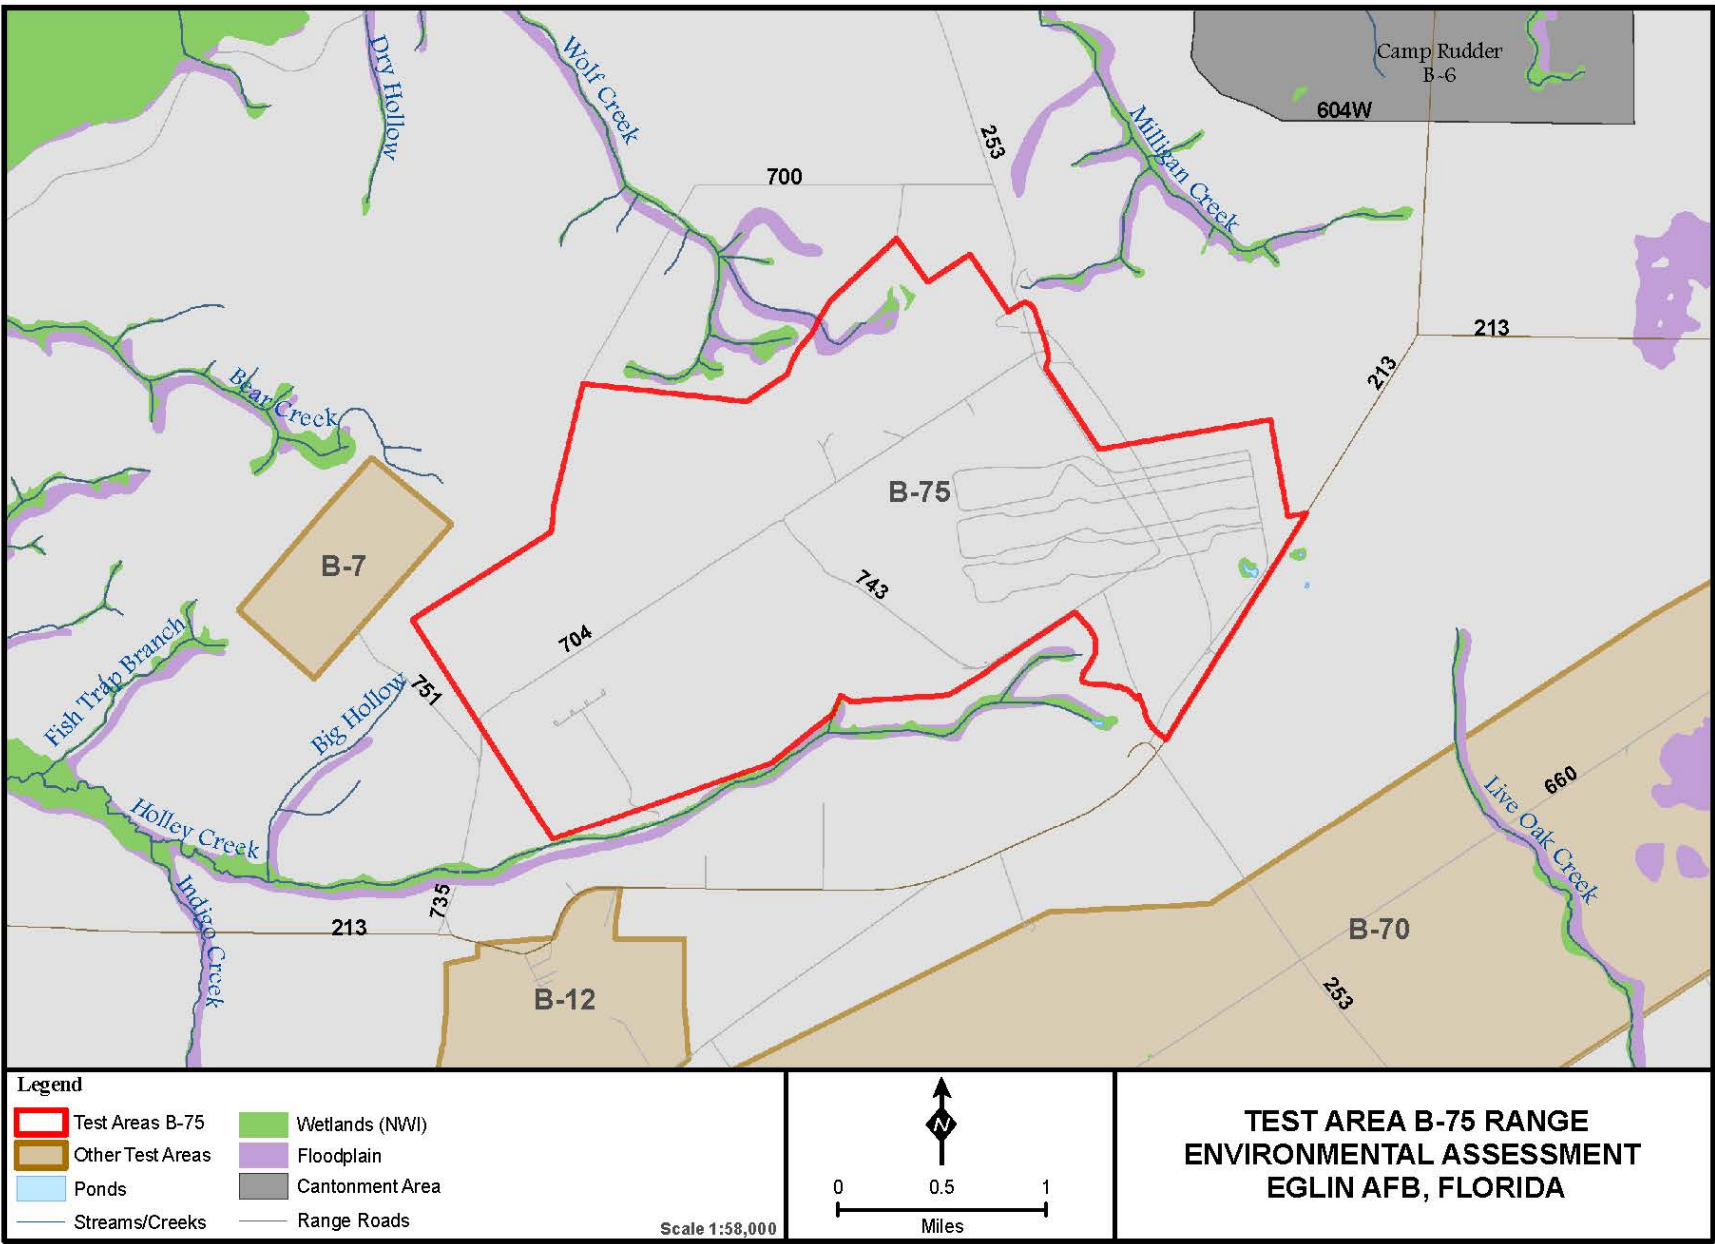 Dry Hollow
Wolf Creek
253
Camp Rudder
B-6
604W
Milligan Creek
700
213
213
Bear Creek
B-75
B-7
743
704
Fish Trap Branch
751
Big Hollow
660
Live Oak Creek
Holley Creek
Indigo Creek
735
213
B-70
B-12
253
Legend
Test Areas B-75
Other Test Areas
Ponds
Streams/Creeks
Wetlands (NWI)
Floodplain
Cantonment Area
Range Roads
Scale 1:58,000
N
0 0.5 1
Miles
TEST AREA B-75 RANGE
ENVIRONMENTAL ASSESSMENT
EGLIN AFB, FLORIDA